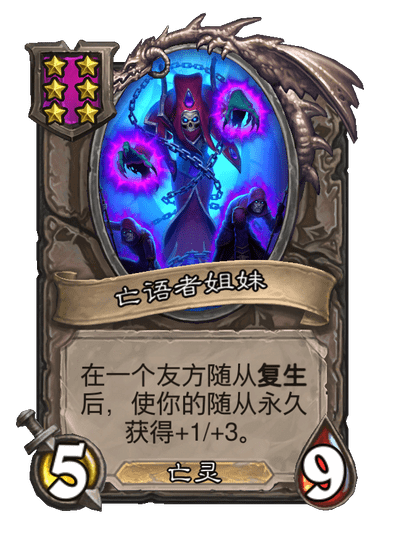 亡语者姐妹
在一个友方随从复生
后，使你的随从永久
获得+1/+3。
5
亡灵
9